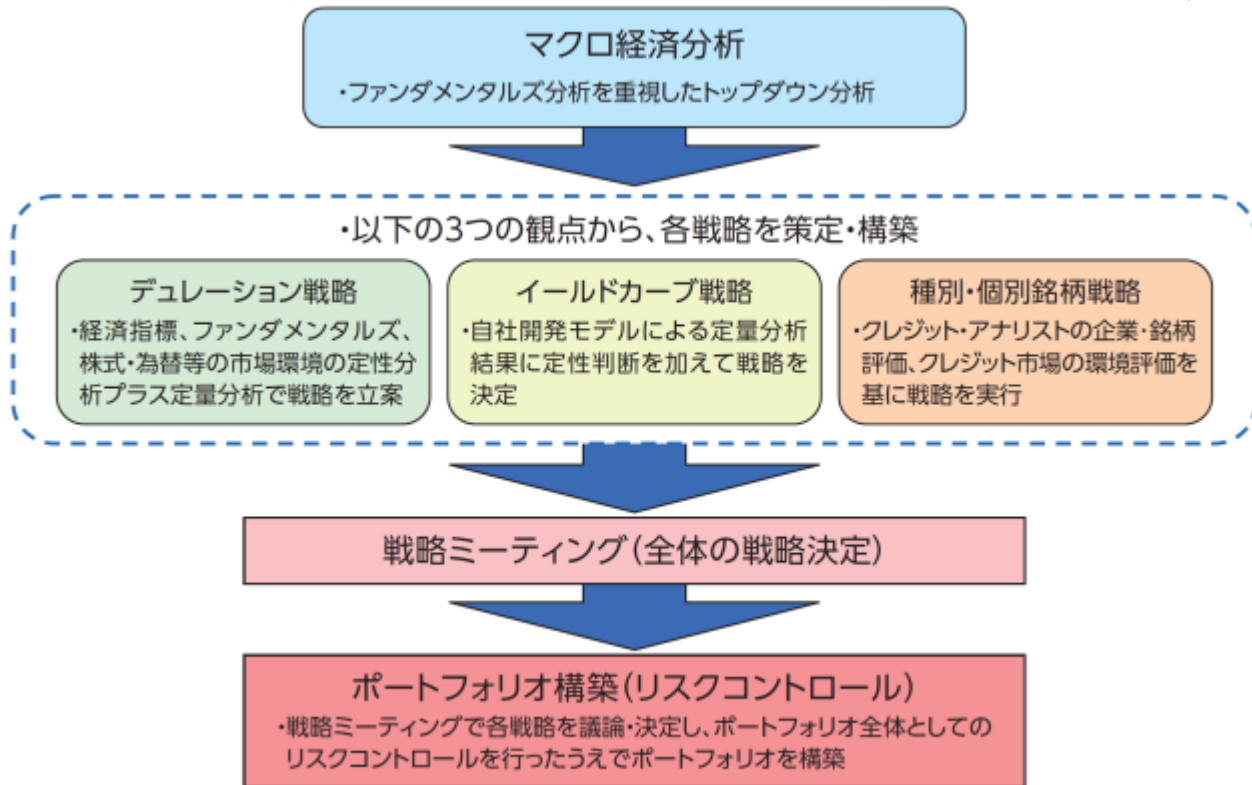 マクロ経済分析
・ファンダメンタルズ分析を重視したトップダウン分析
・以下の3つの観点から、各戦略を策定・構築
デュレーション戦略
・経済指標、ファンダメンタルズ、
株式・為替等の市場環境の定性分
析プラス定量分析で戦略を立案
イールドカーブ戦略
・自社開発モデルによる定量分析
結果に定性判断を加えて戦略を
決定
種別・個別銘柄戦略
・クレジット・アナリストの企業・銘柄
評価、クレジット市場の環境評価を
基に戦略を実行
戦略ミーティング(全体の戦略決定)
ポートフォリオ構築(リスクコントロール)
・戦略ミーティングで各戦略を議論・決定し、ポートフォリオ全体としての
リスクコントロールを行ったうえでポートフォリオを構築